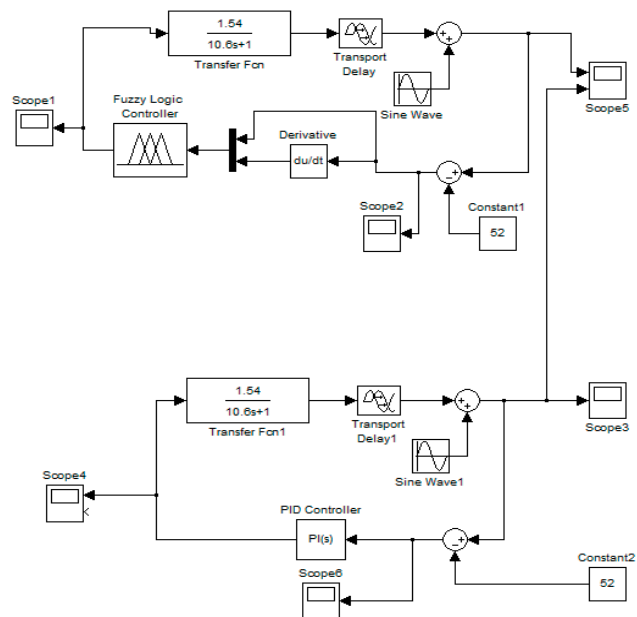 1.54
10.6s+1
Transfer Fcn
Transport
Delay
+
+
Sine Wave
Scope5
Scope1
Fuzzy Logic
Controller
Derivative
du/dt
- +
Scope2
Constant1
52
1.54
10.6s+1
Transfer Fcn1
Transport
Delay1
+
+
Sine Wave1
Scope3
Scope4
PID Controller
PI(s)
- +
Scope6
Constant2
52